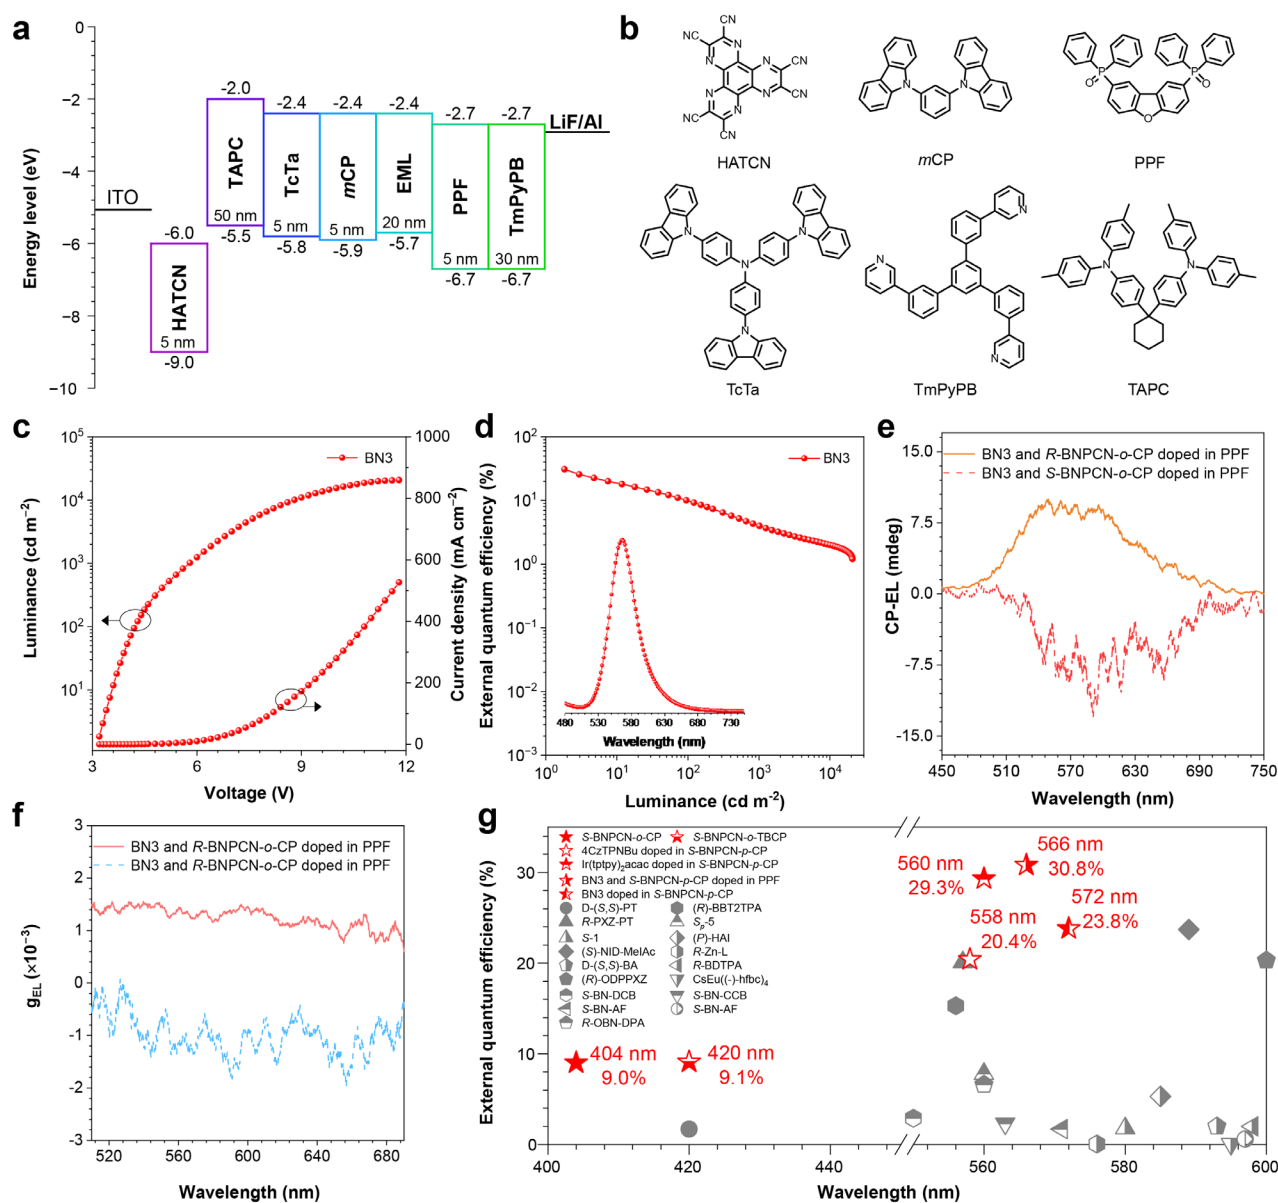 a
Energy level (eV)
0
−2
−4
−6
−8
−10
ITO
-6.0
HATCN
5 nm
-9.0
-2.0
TAPC
50 nm
-5.5
-2.4
TcTa
5 nm
-5.8
-2.4
mCP
5 nm
-5.9
-2.4
EML
20 nm
-5.7
-2.7
PPF
5 nm
-6.7
-2.7
TmPyPB
30 nm
-6.7
LiF/Al
b
CN
NC CN
N N
N N
NC CN
N N
NC CN
CN
HATCN
N N
mCP
P P
O O
O
PPF
N N
N
N
TcTa
N
N
N
TmPyPB
N N
TAPC
c
Luminance (cd m⁻²)
10⁵
10⁴
10³
10²
10¹
BN3
1000
800
600
400
200
0
Current density (mA cm⁻²)
3 6 9 12
Voltage (V)
d
External quantum efficiency (%)
10²
10¹
10⁰
10⁻¹
10⁻²
10⁻³
BN3
480 530 580 630 680 730
Wavelength (nm)
10⁰ 10¹ 10² 10³ 10⁴
Luminance (cd m⁻²)
e
CP-EL (mdeg)
15.0
7.5
0.0
-7.5
-15.0
BN3 and R-BNPCN-o-CP doped in PPF
BN3 and S-BNPCN-o-CP doped in PPF
450 510 570 630 690 750
Wavelength (nm)
f
g_EL (×10⁻³)
3
2
1
0
-1
-2
-3
BN3 and R-BNPCN-o-CP doped in PPF
BN3 and R-BNPCN-o-CP doped in PPF
520 560 600 640 680
Wavelength (nm)
g
External quantum efficiency (%)
30
20
10
0
S-BNPCN-o-CP S-BNPCN-o-TBCP
4CzTPNBu doped in S-BNPCN-p-CP
Ir(tptpy)₂acac doped in S-BNPCN-p-CP
BN3 and S-BNPCN-p-CP doped in PPF
BN3 doped in S-BNPCN-p-CP
D-(S,S)-PT (R)-BBT2TPA
R-PXZ-PT Sₚ-5
S-1 (P)-HAI
(S)-NID-MelAc R-Zn-L
D-(S,S)-BA R-BDTPA
(R)-ODPPXZ CsEu((-)-hfbc)₄
S-BN-DCB S-BN-CCB
S-BN-AF S-BN-AF
R-OBN-DPA
404 nm
9.0%
420 nm
9.1%
560 nm
29.3%
566 nm
30.8%
558 nm
20.4%
572 nm
23.8%
400 420 440 560 580 600
Wavelength (nm)